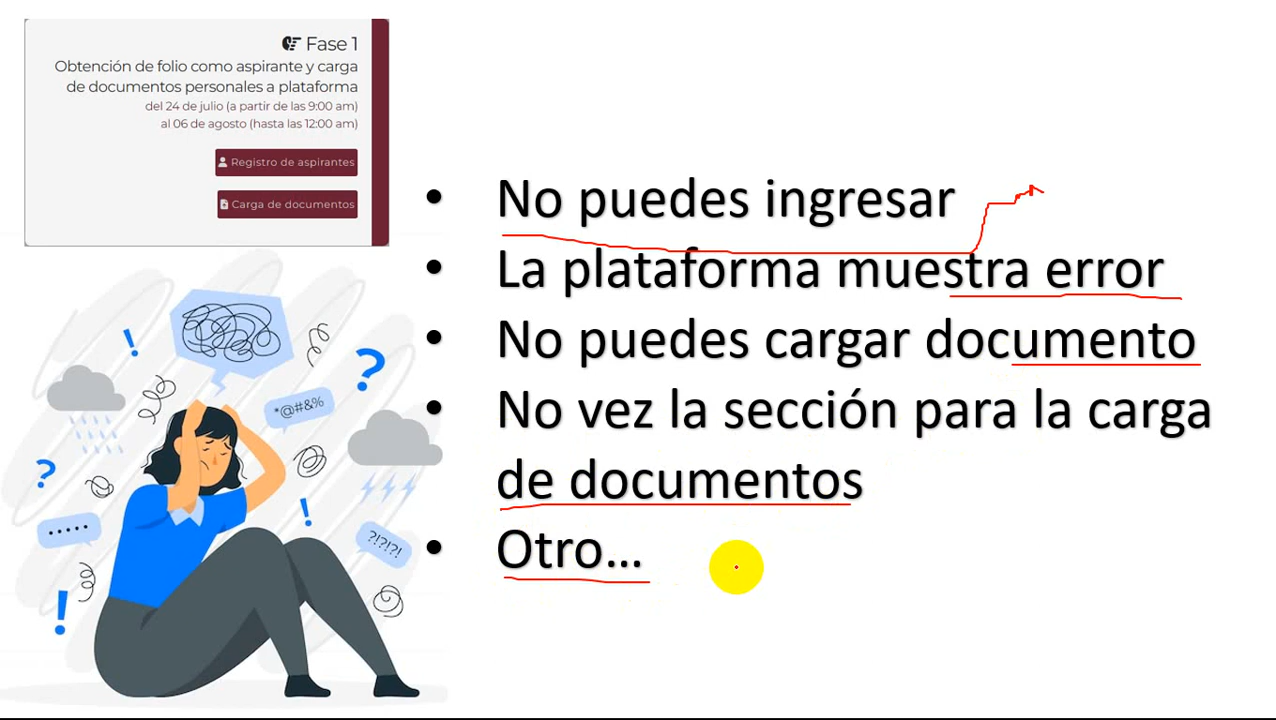 Fase 1
Obtención de folio como aspirante y carga
de documentos personales a plataforma
del 24 de julio (a partir de las 9:00 am)
al 06 de agosto (hasta las 12:00 am)
Registro de aspirantes
Carga de documentos
• No puedes ingresar
• La plataforma muestra error
• No puedes cargar documento
• No vez la sección para la carga
de documentos
• Otro...
!
?
*@#&%
?
!
?!?!?!
!